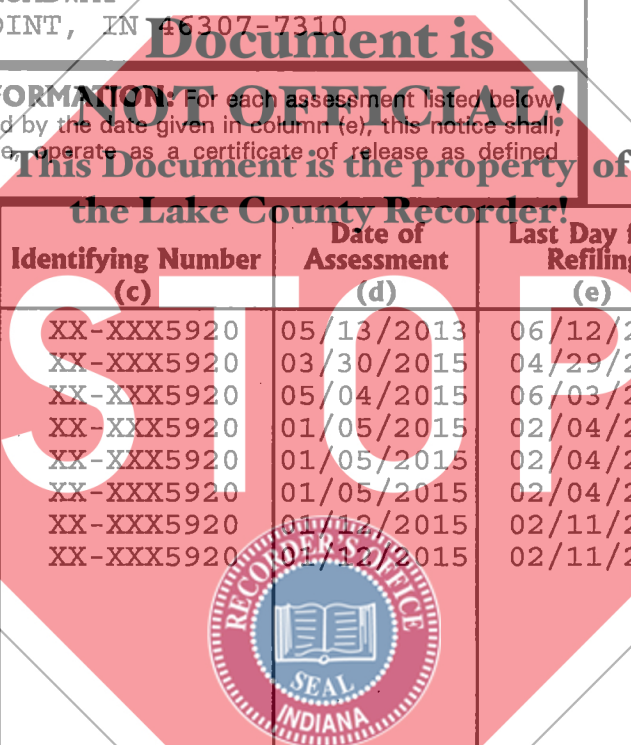 OINT, IN 46307-7310
Document is
FORMATION: For each assessment listed below,
NOT OFFICIAL!
d by the date given in column (e), this notice shall,
e, operate as a certificate of release as defined
This Document is the property of
the Lake County Recorder!
Identifying Number (c) Date of Assessment (d) Last Day f Refiling (e)
XX-XXX5920 05/13/2013 06/12/2
XX-XXX5920 03/30/2015 04/29/2
XX-XXX5920 05/04/2015 06/03/2
XX-XXX5920 01/05/2015 02/04/2
XX-XXX5920 01/05/2015 02/04/2
XX-XXX5920 01/05/2015 02/04/2
XX-XXX5920 01/12/2015 02/11/2
XX-XXX5920 01/12/2015 02/11/2
STOP
RECORDER'S OFFICE
SEAL
INDIANA